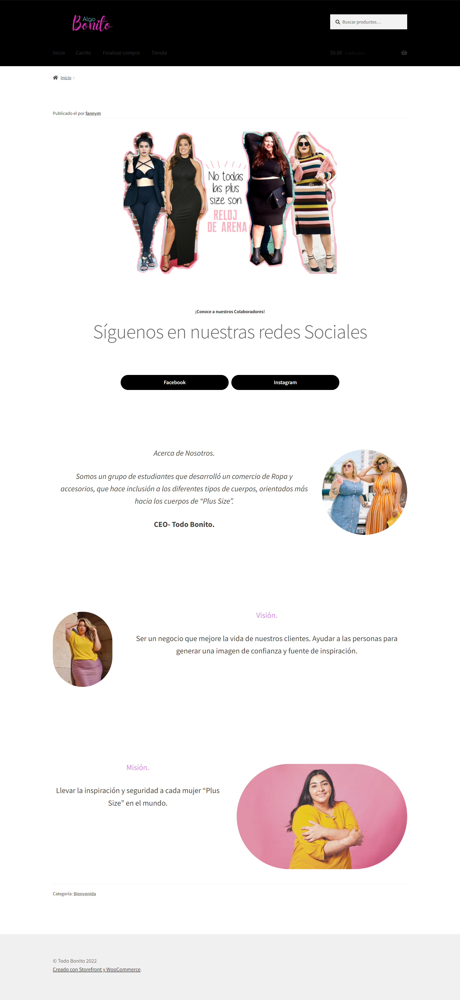 Algo
Bonito
Buscar productos…
Inicio
Carrito
Finalizar compra
Tienda
$0.00 0 artículos
Inicio
Publicado el por fannym
No todas
las plus
size son
RELOJ
DE ARENA
¡Conoce a nuestros Colaboradores!
Síguenos en nuestras redes Sociales
Facebook
Instagram
Acerca de Nosotros.
Somos un grupo de estudiantes que desarrolló un comercio de Ropa y
accesorios, que hace inclusión a los diferentes tipos de cuerpos, orientados más
hacia los cuerpos de “Plus Size”.
CEO- Todo Bonito.
Visión.
Ser un negocio que mejore la vida de nuestros clientes. Ayudar a las personas para
generar una imagen de confianza y fuente de inspiración.
Misión.
Llevar la inspiración y seguridad a cada mujer “Plus
Size” en el mundo.
Categoría: Bienvenida
© Todo Bonito 2022
Creado con Storefront y WooCommerce.